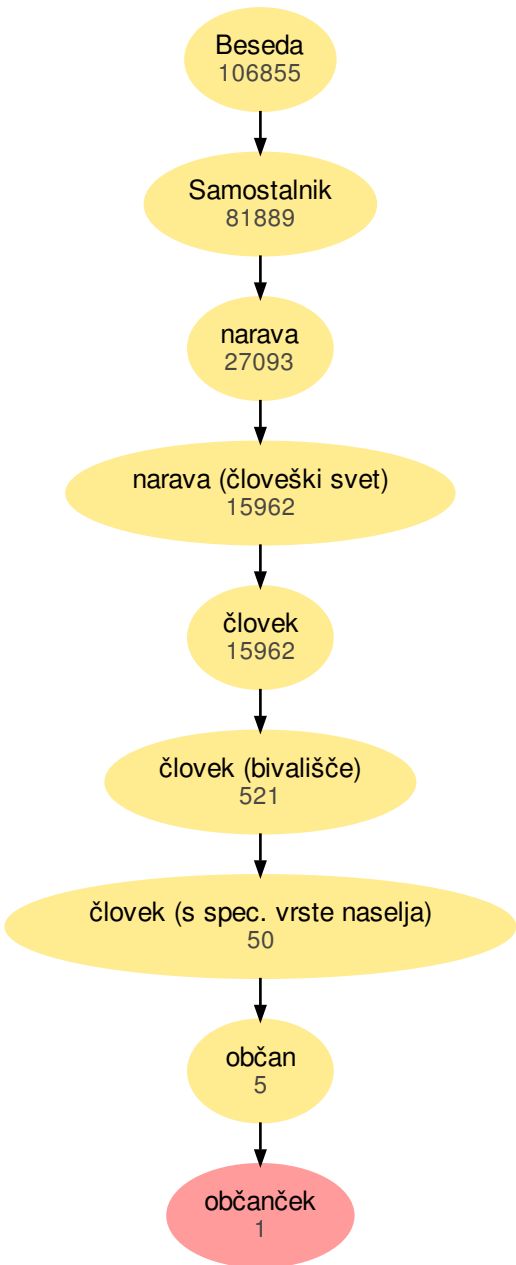 Beseda
106855
Samostalnik
81889
narava
27093
narava (človeški svet)
15962
človek
15962
človek (bivališče)
521
človek (s spec. vrste naselja)
50
občan
5
občanček
1